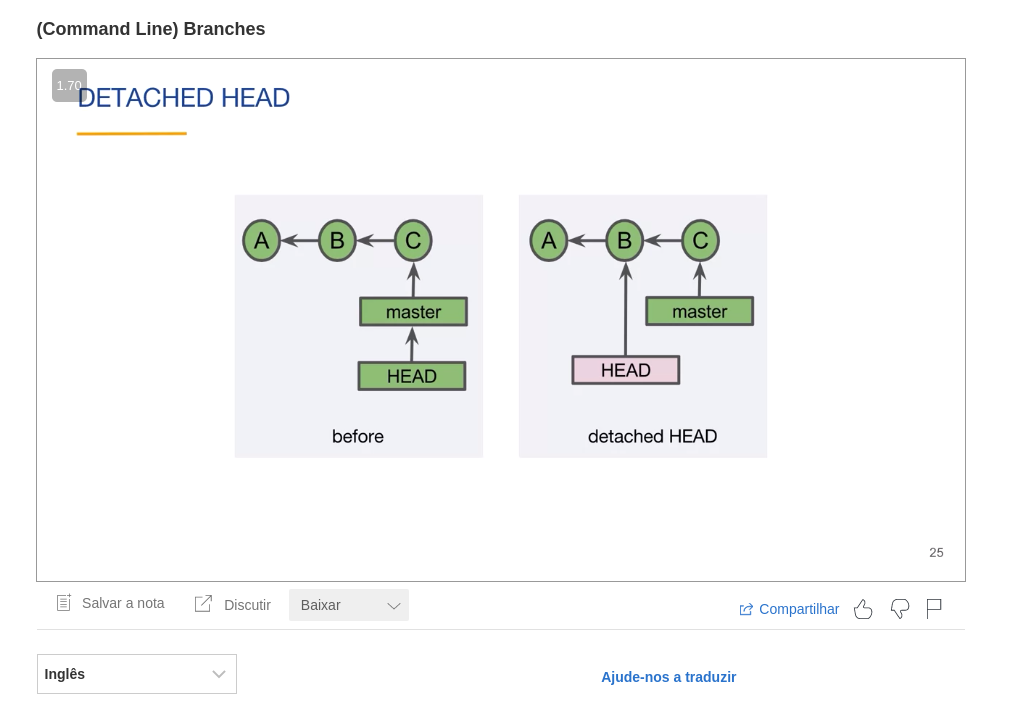 (Command Line) Branches
1.70
DETACHED HEAD
A B C
master
HEAD
before
A B C
master
HEAD
detached HEAD
25
Salvar a nota Discutir Baixar Compartilhar
Inglês Ajude-nos a traduzir